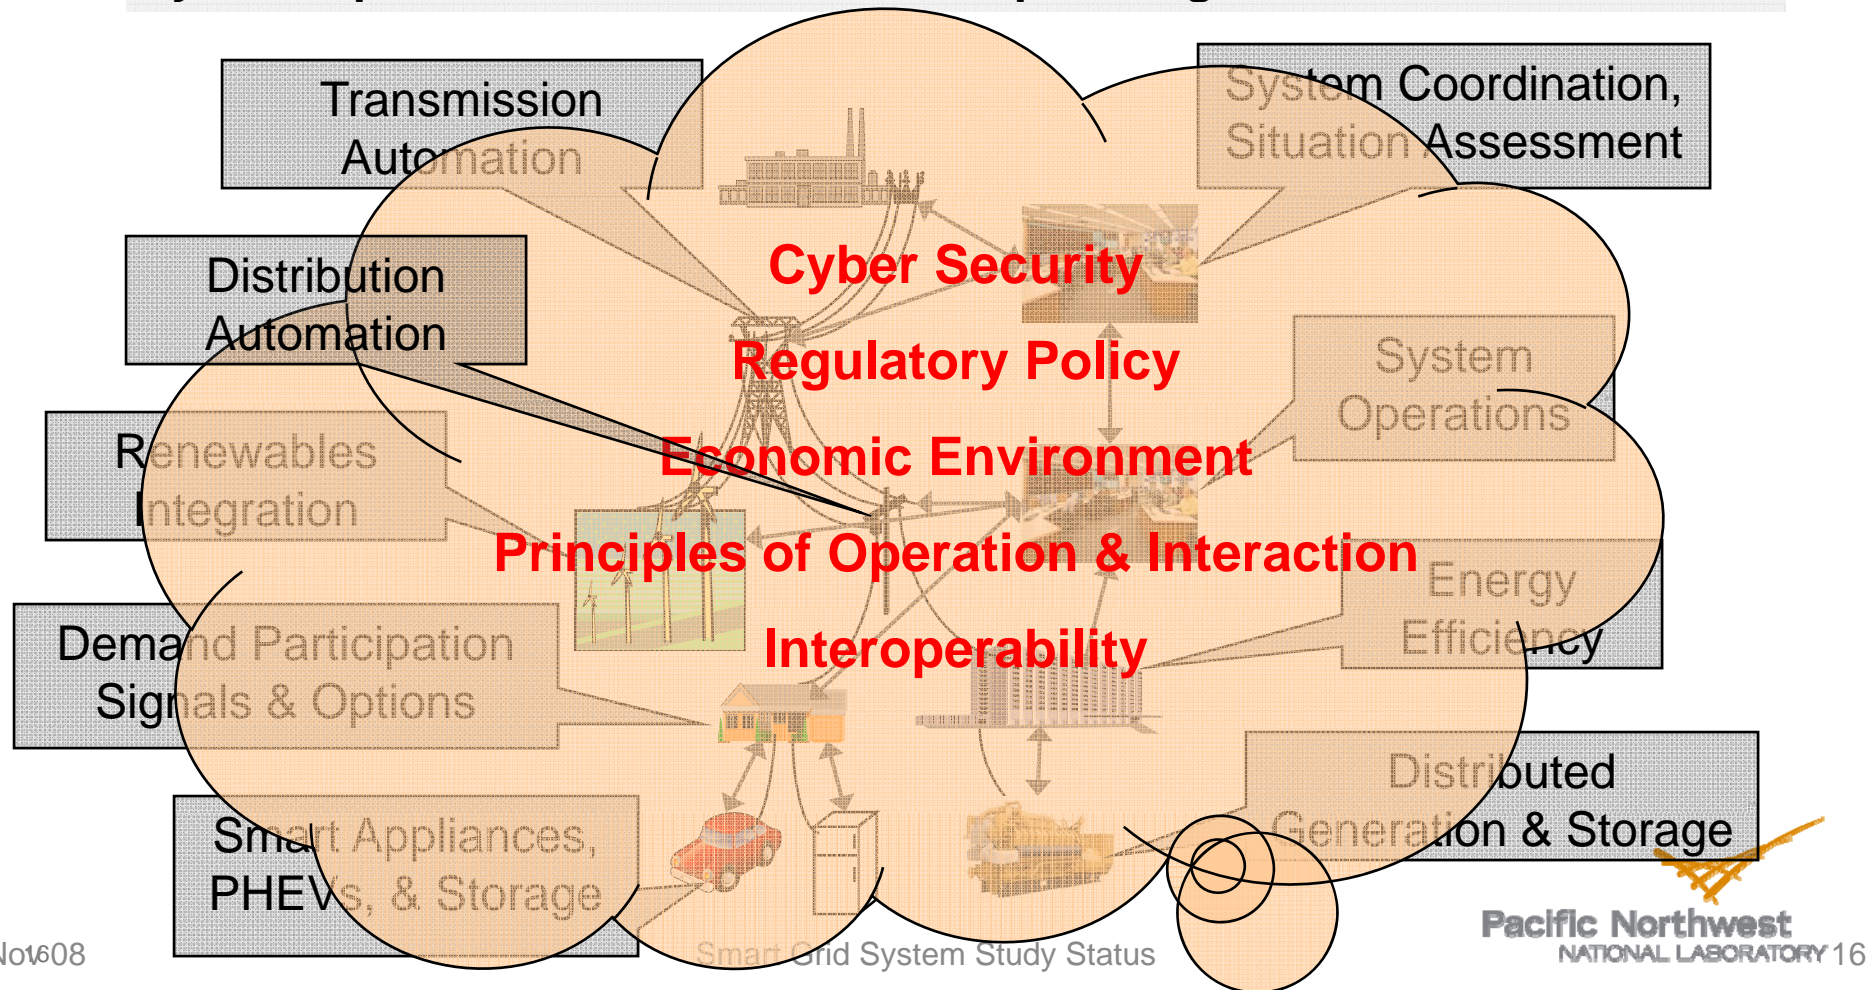 Transmission
Automation
System Coordination,
Situation Assessment
Distribution
Automation
Cyber Security
Regulatory Policy
Economic Environment
Principles of Operation & Interaction
Interoperability
System
Operations
Renewables
Integration
Energy
Efficiency
Demand Participation
Signals & Options
Distributed
Generation & Storage
Smart Appliances,
PHEVs, & Storage
Smart Grid System Study Status
Pacific Northwest
NATIONAL LABORATORY 16